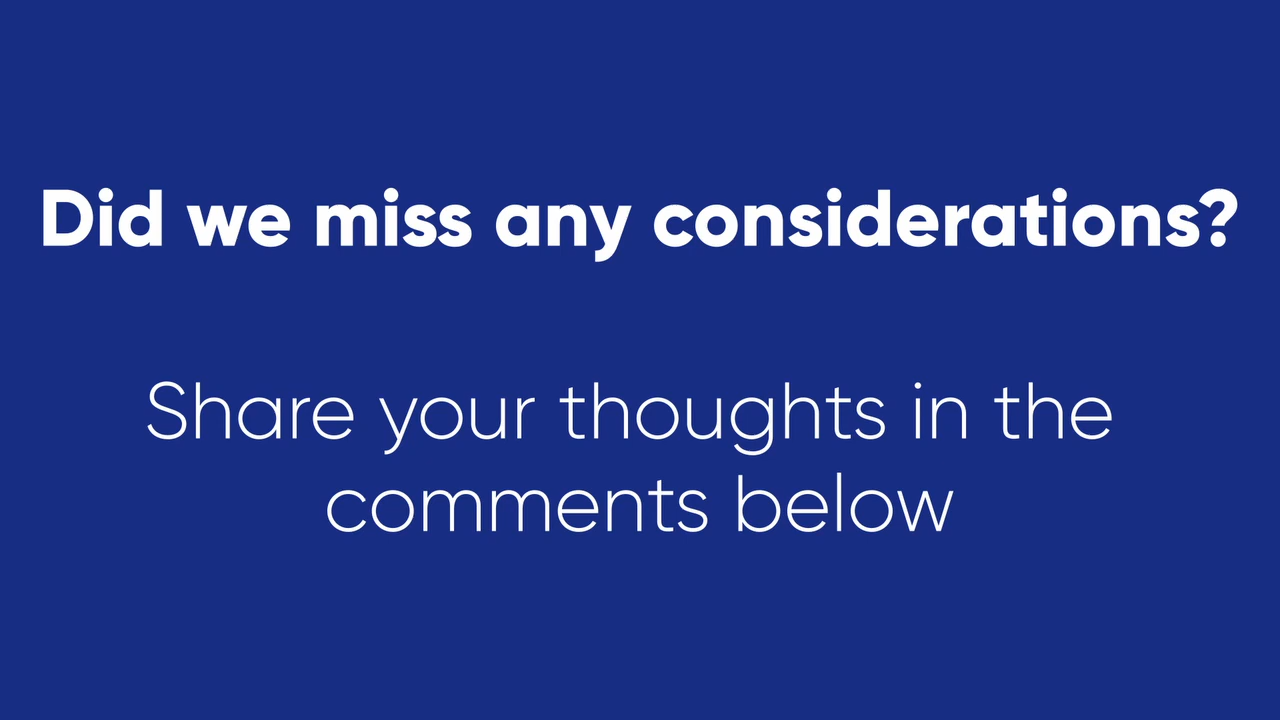 Did we miss any considerations?
Share your thoughts in the
comments below